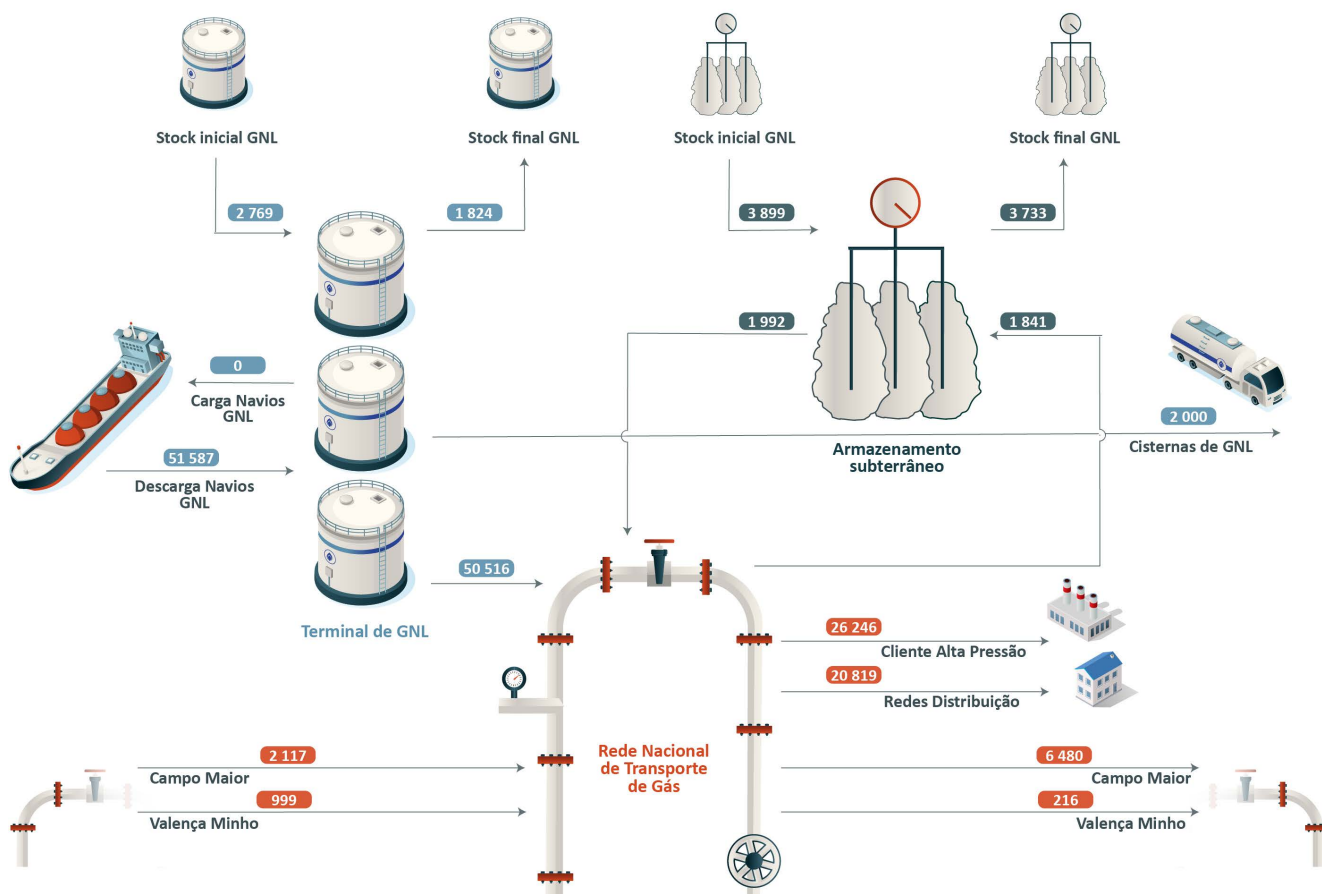 Stock inicial GNL
Stock final GNL
Stock inicial GNL
Stock final GNL
2 769
1 824
3 899
3 733
1 992
1 841
0
Carga Navios
GNL
2 000
Cisternas de GNL
Armazenamento
subterrâneo
51 587
Descarga Navios
GNL
50 516
Terminal de GNL
26 246
Cliente Alta Pressão
20 819
Redes Distribuição
Rede Nacional
de Transporte
de Gás
2 117
Campo Maior
6 480
Campo Maior
999
Valença Minho
216
Valença Minho